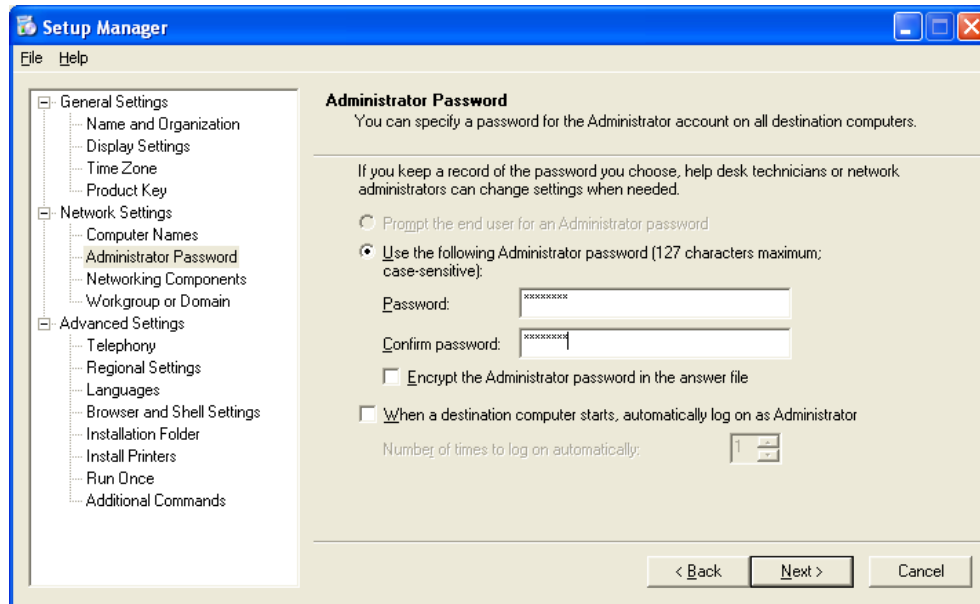 Setup Manager
File Help
General Settings
Name and Organization
Display Settings
Time Zone
Product Key
Network Settings
Computer Names
Administrator Password
Networking Components
Workgroup or Domain
Advanced Settings
Telephony
Regional Settings
Languages
Browser and Shell Settings
Installation Folder
Install Printers
Run Once
Additional Commands
Administrator Password
You can specify a password for the Administrator account on all destination computers.
If you keep a record of the password you choose, help desk technicians or network
administrators can change settings when needed.
Prompt the end user for an Administrator password
Use the following Administrator password (127 characters maximum;
case-sensitive):
Password: ********
Confirm password: ********
Encrypt the Administrator password in the answer file
When a destination computer starts, automatically log on as Administrator
Number of times to log on automatically: 1
< Back Next > Cancel